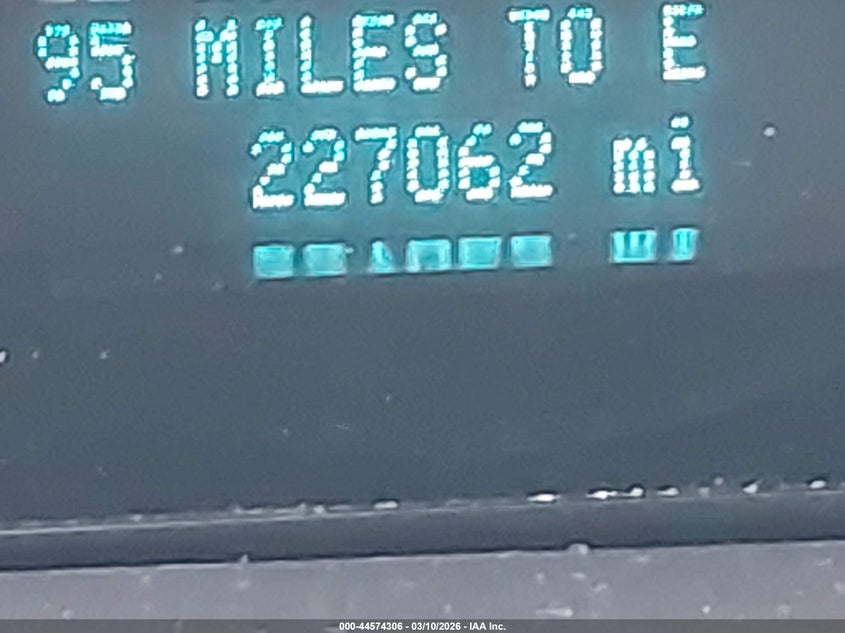 95 MILES TO E
227062 mi
000-44574306 - 03/10/2026 - IAA Inc.